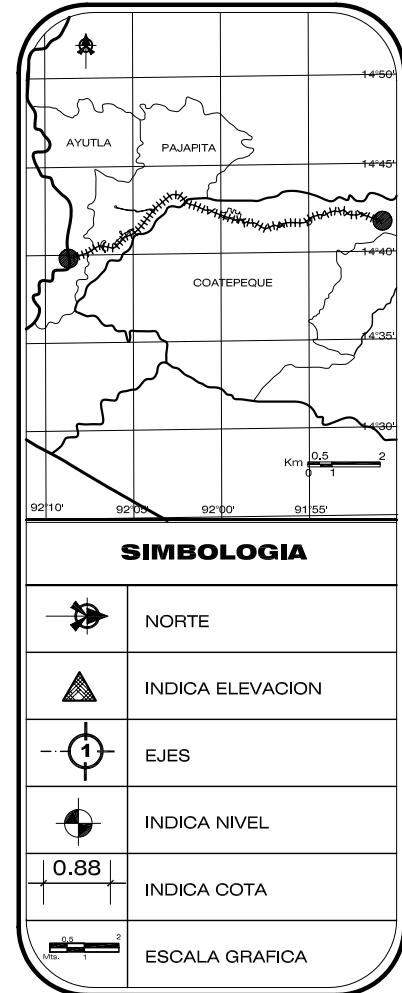 14°50'
AYUTLA
PAJAPITA
14°45'
14°40'
COATEPEQUE
14°35'
14°30'
Km 0.5 2
0 1
92°10' 92°05' 92°00' 91°55'
SIMBOLOGIA
NORTE
INDICA ELEVACION
1 EJES
INDICA NIVEL
0.88 INDICA COTA
0.5 2
Mts. 1
ESCALA GRAFICA